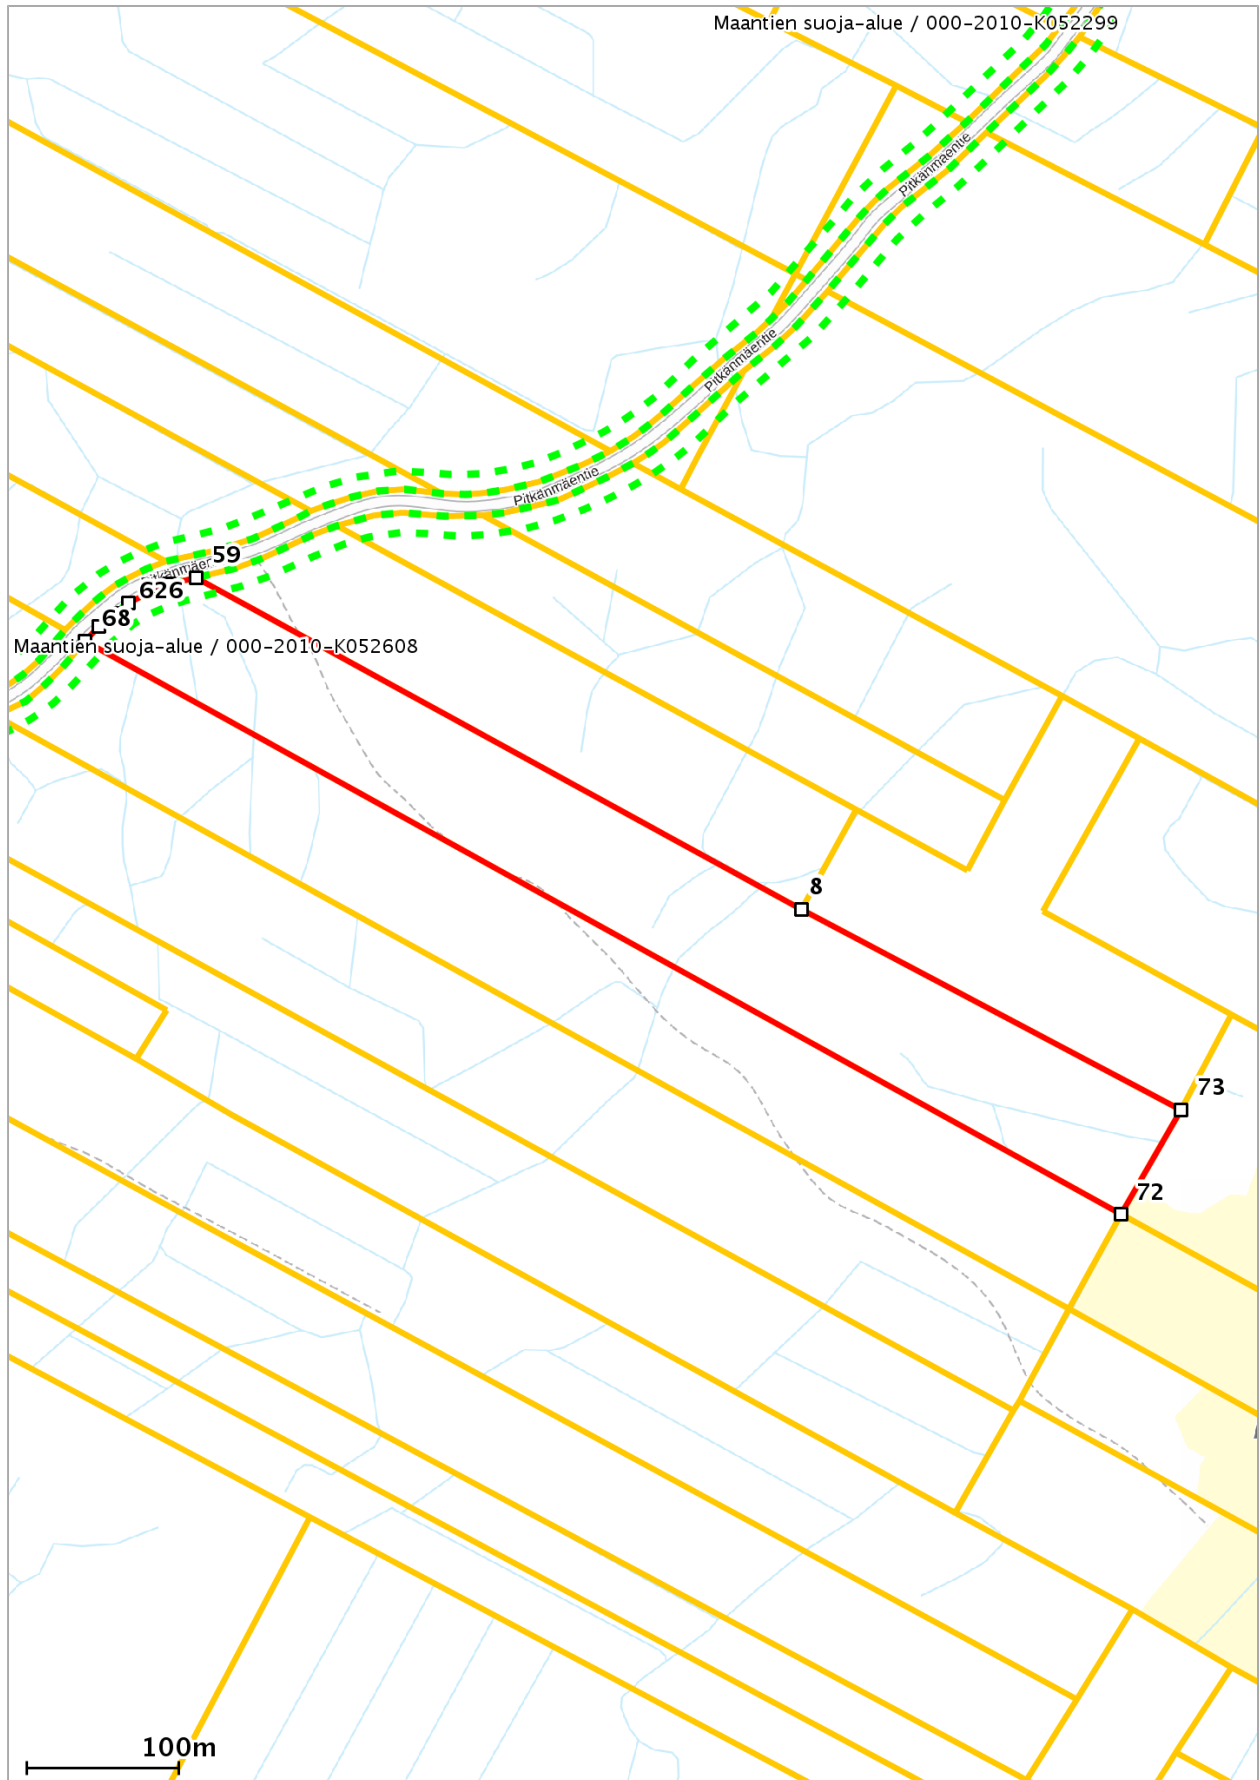 Maantien suoja-alue / 000-2010-K052299
Pitkänmäentie
Pitkänmäentie
Pitkänmäentie
59
626
68
Maantien suoja-alue / 000-2010-K052608
8
73
72
100m